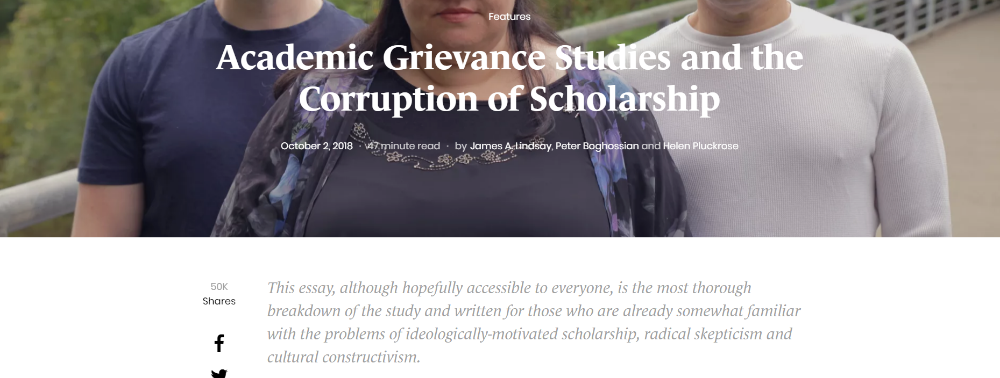 Features
Academic Grievance Studies and the
Corruption of Scholarship
October 2, 2018 · 47 minute read · by James A. Lindsay, Peter Boghossian and Helen Pluckrose
50K
Shares
This essay, although hopefully accessible to everyone, is the most thorough
breakdown of the study and written for those who are already somewhat familiar
with the problems of ideologically-motivated scholarship, radical skepticism and
cultural constructivism.